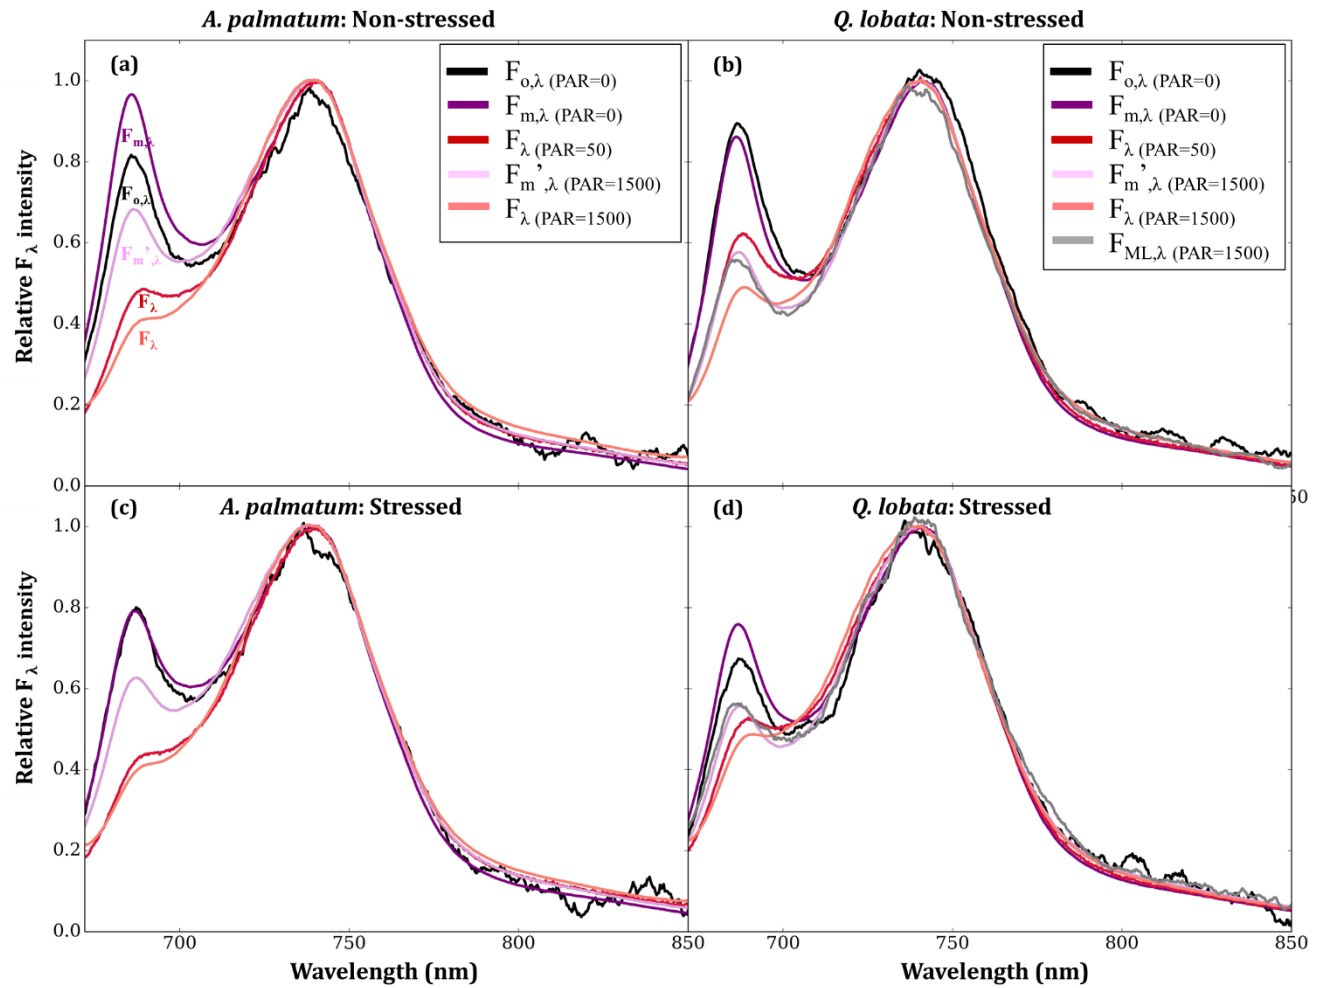 A. palmatum: Non-stressed
Q. lobata: Non-stressed
(a)
Fo,λ (PAR=0)
Fm,λ (PAR=0)
Fλ (PAR=50)
Fm’,λ (PAR=1500)
Fλ (PAR=1500)
Fm,λ
Fo,λ
Fm’,λ
Fλ
Fλ
Relative Fλ intensity
1.0
0.8
0.6
0.4
0.2
0.0
(b)
Fo,λ (PAR=0)
Fm,λ (PAR=0)
Fλ (PAR=50)
Fm’,λ (PAR=1500)
Fλ (PAR=1500)
FML,λ (PAR=1500)
50
(c)
A. palmatum: Stressed
Relative Fλ intensity
1.0
0.8
0.6
0.4
0.2
0.0
700
750
800
850
Wavelength (nm)
(d)
Q. lobata: Stressed
700
750
800
850
Wavelength (nm)